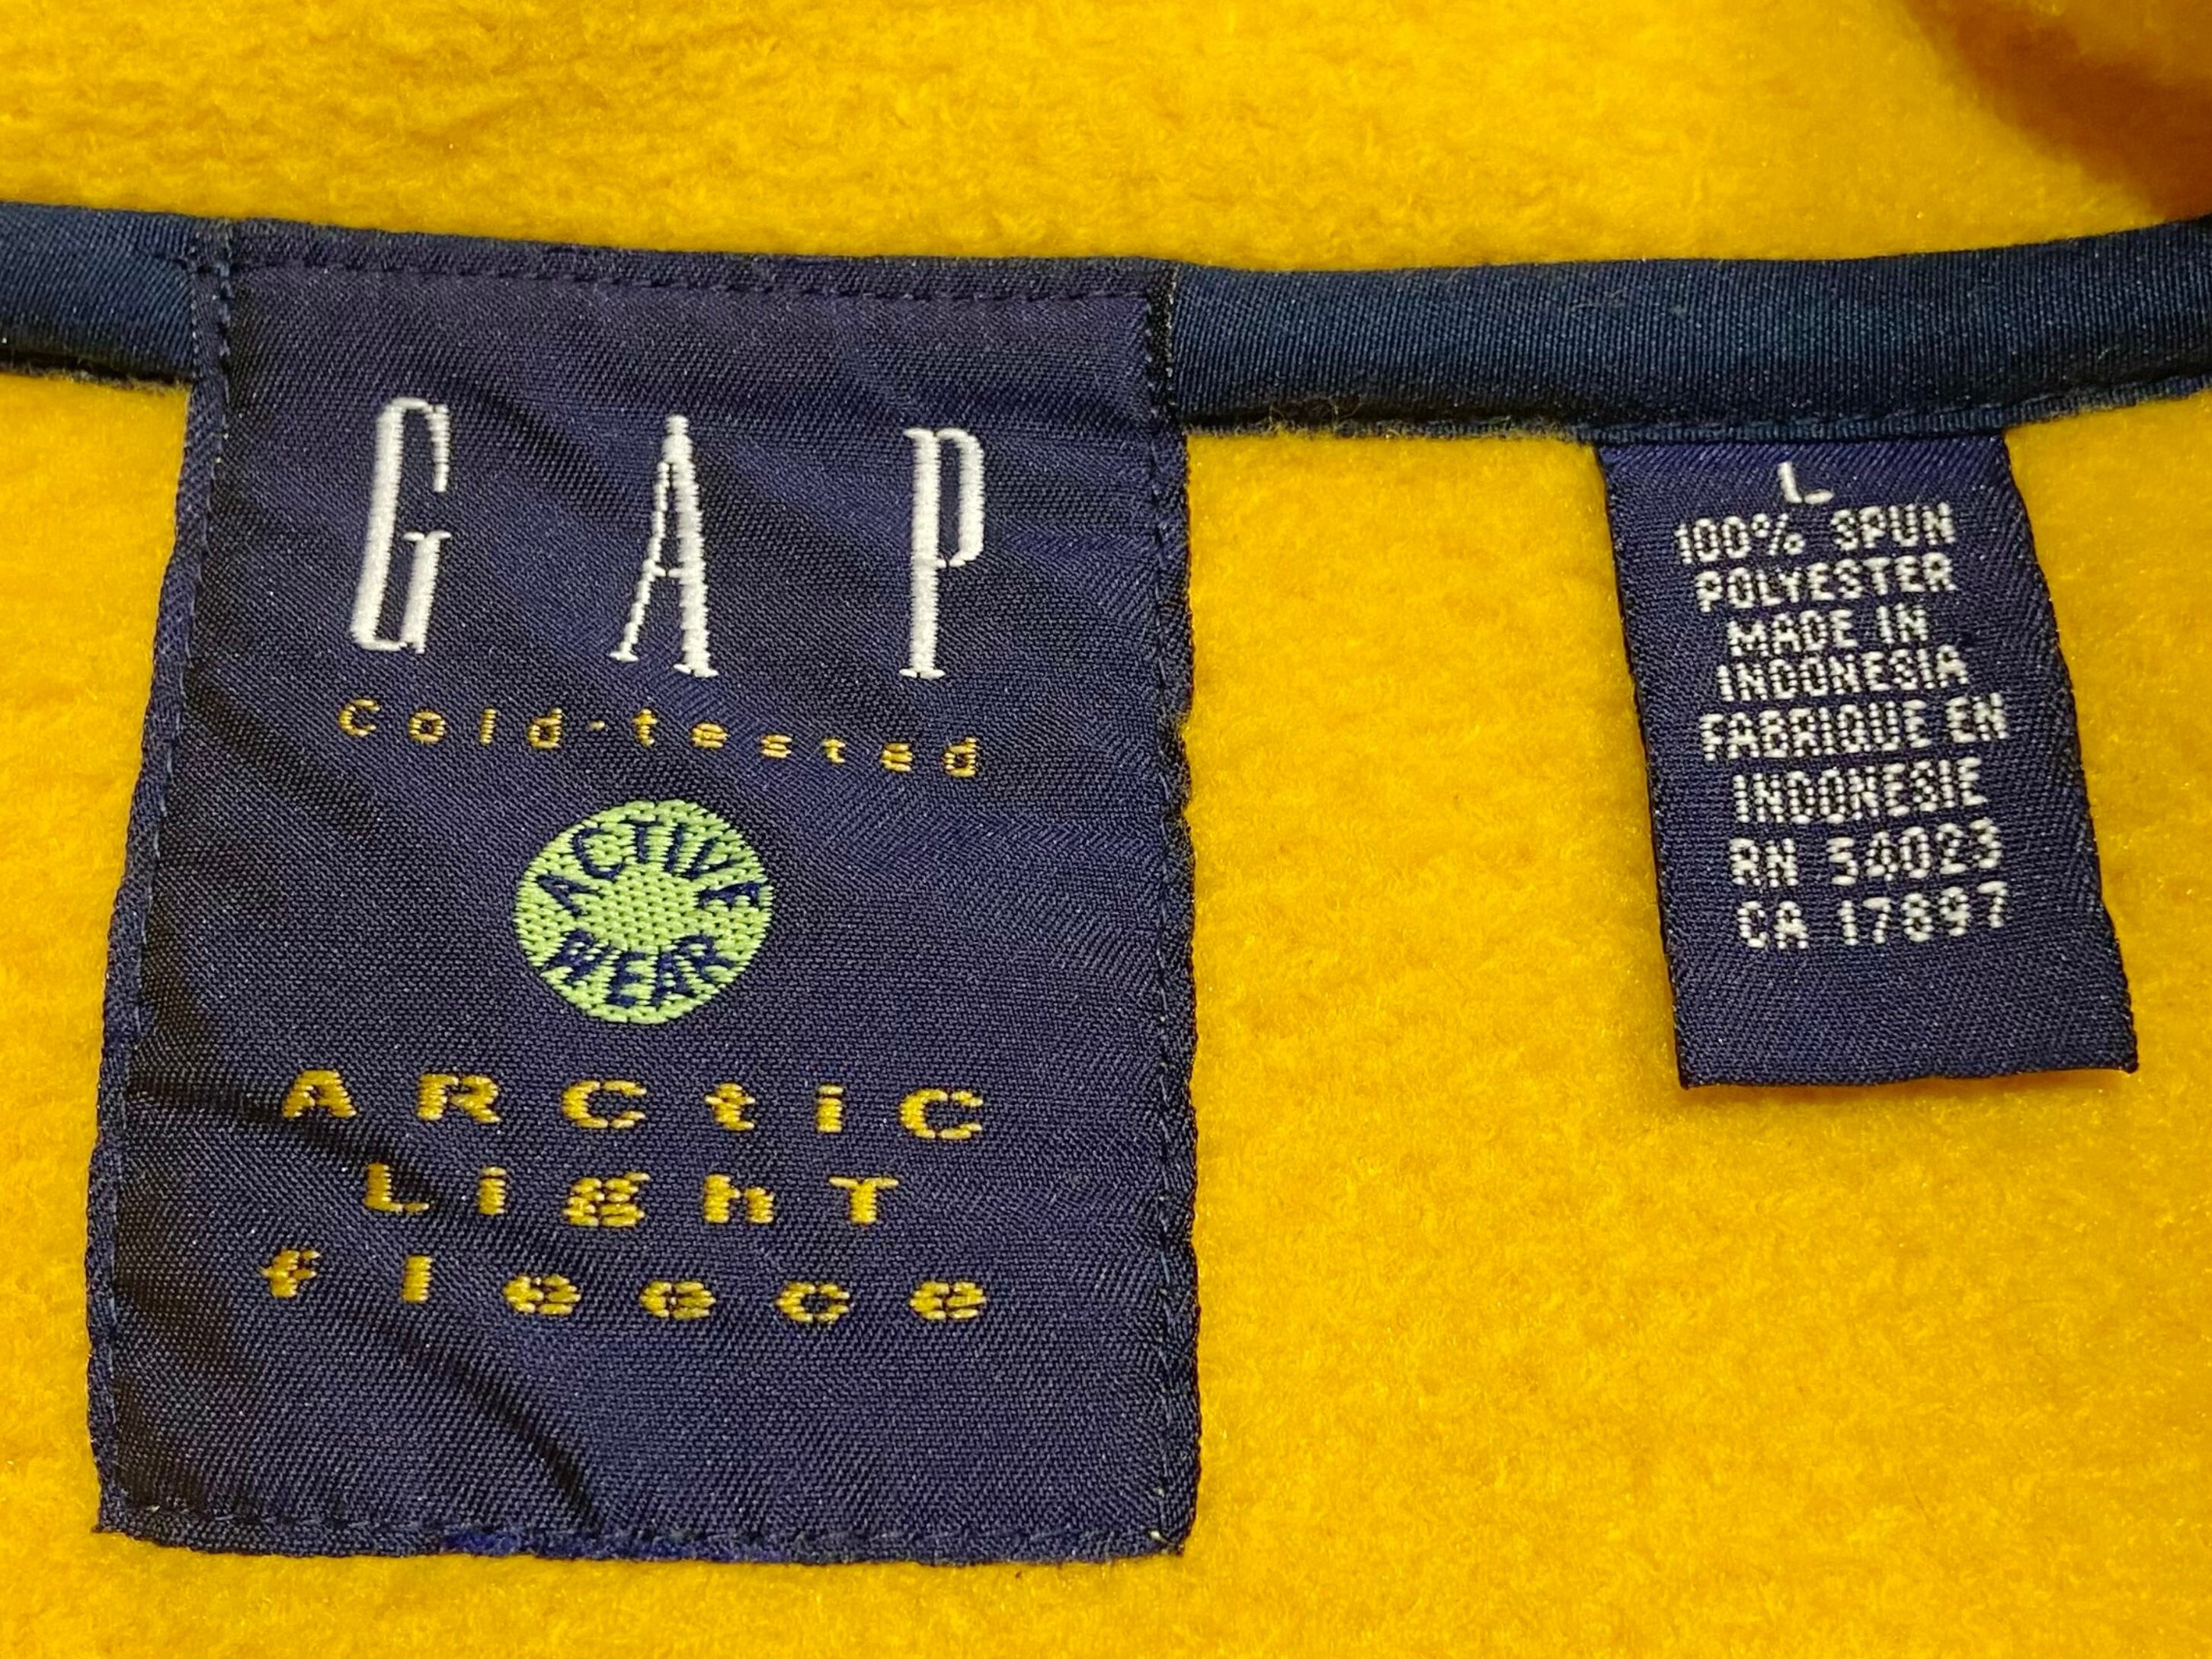 GAP
Cold-tested
ACTIVE
WEAR
ARCtiC
LighT
fleece
L
100% SPUN
POLYESTER
MADE IN
INDONESIA
FABRIQUE EN
INDONESIE
RN 54023
CA 17897